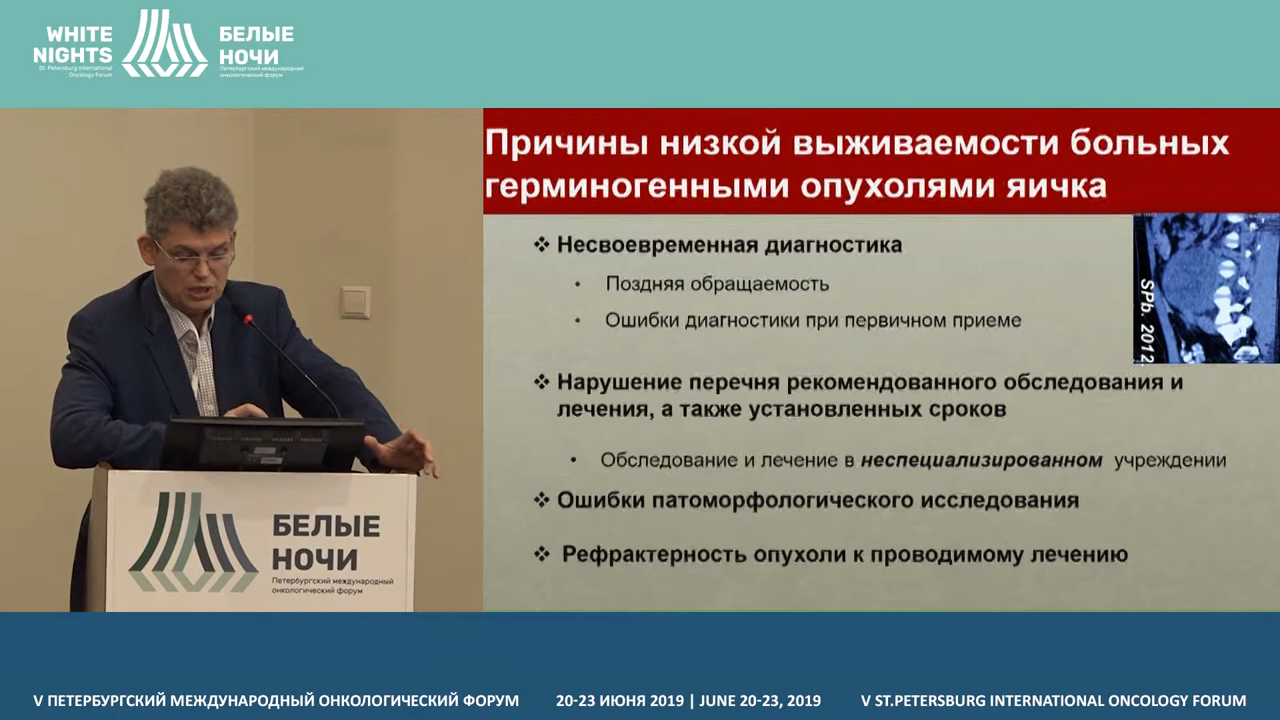 WHITE
NIGHTS
St. Petersburg International
Oncology Forum
БЕЛЫЕ
НОЧИ
Петербургский международный
онкологический форум
Причины низкой выживаемости больных
герминогенными опухолями яичка
❖ Несвоевременная диагностика
• Поздняя обращаемость
• Ошибки диагностики при первичном приеме
SPb. 2012.
❖ Нарушение перечня рекомендованного обследования и
лечения, а также установленных сроков
• Обследование и лечение в неспециализированном учреждении
❖ Ошибки патоморфологического исследования
❖ Рефрактерность опухоли к проводимому лечению
БЕЛЫЕ
НОЧИ
Петербургский международный
онкологический форум
V ПЕТЕРБУРГСКИЙ МЕЖДУНАРОДНЫЙ ОНКОЛОГИЧЕСКИЙ ФОРУМ
20-23 ИЮНЯ 2019 | JUNE 20-23, 2019
V ST.PETERSBURG INTERNATIONAL ONCOLOGY FORUM